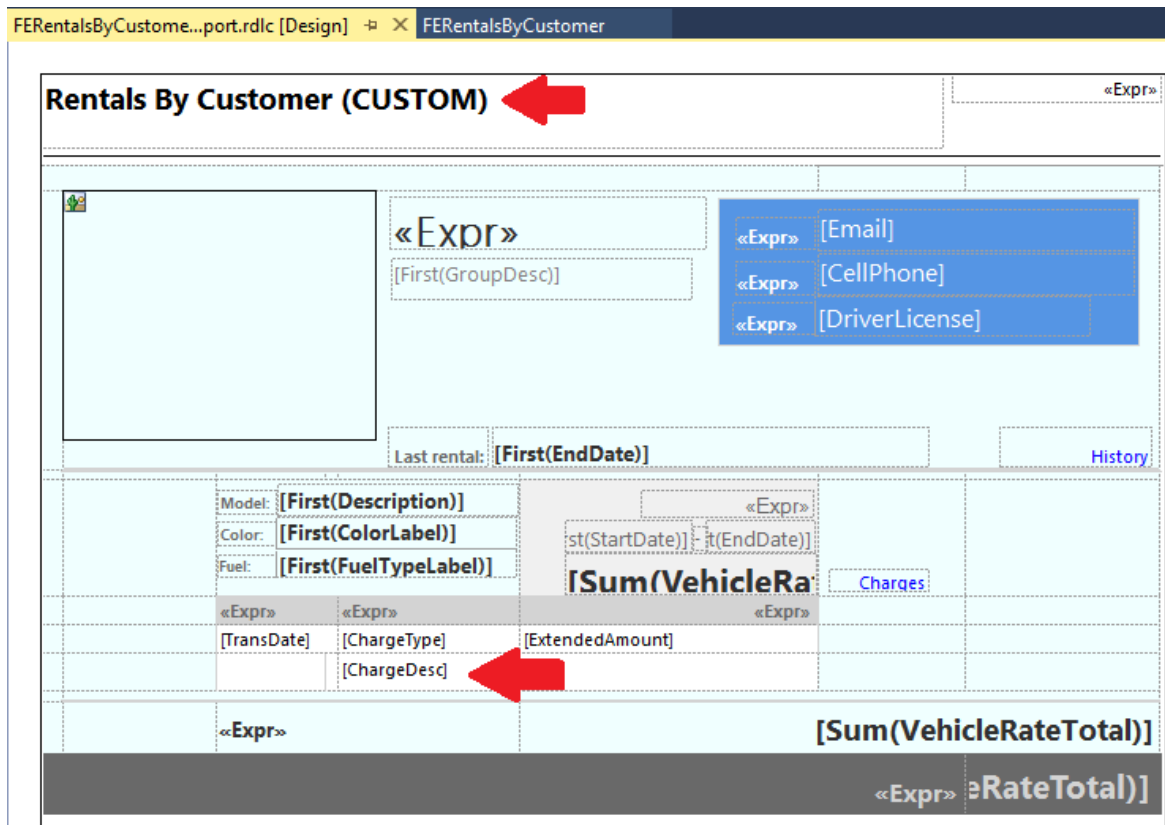 FERentalsByCustome...port.rdlc [Design] FERentalsByCustomer
Rentals By Customer (CUSTOM)
«Expr»
«Expr»
[First(GroupDesc)]
«Expr» [Email]
«Expr» [CellPhone]
«Expr» [DriverLicense]
Last rental: [First(EndDate)]
History
Model: [First(Description)]
Color: [First(ColorLabel)]
Fuel: [First(FuelTypeLabel)]
«Expr»
st(StartDate)] - t(EndDate)]
[Sum(VehicleRa
Charges
«Expr» «Expr» «Expr»
[TransDate] [ChargeType] [ExtendedAmount]
[ChargeDesc]
«Expr» [Sum(VehicleRateTotal)]
«Expr» eRateTotal)]